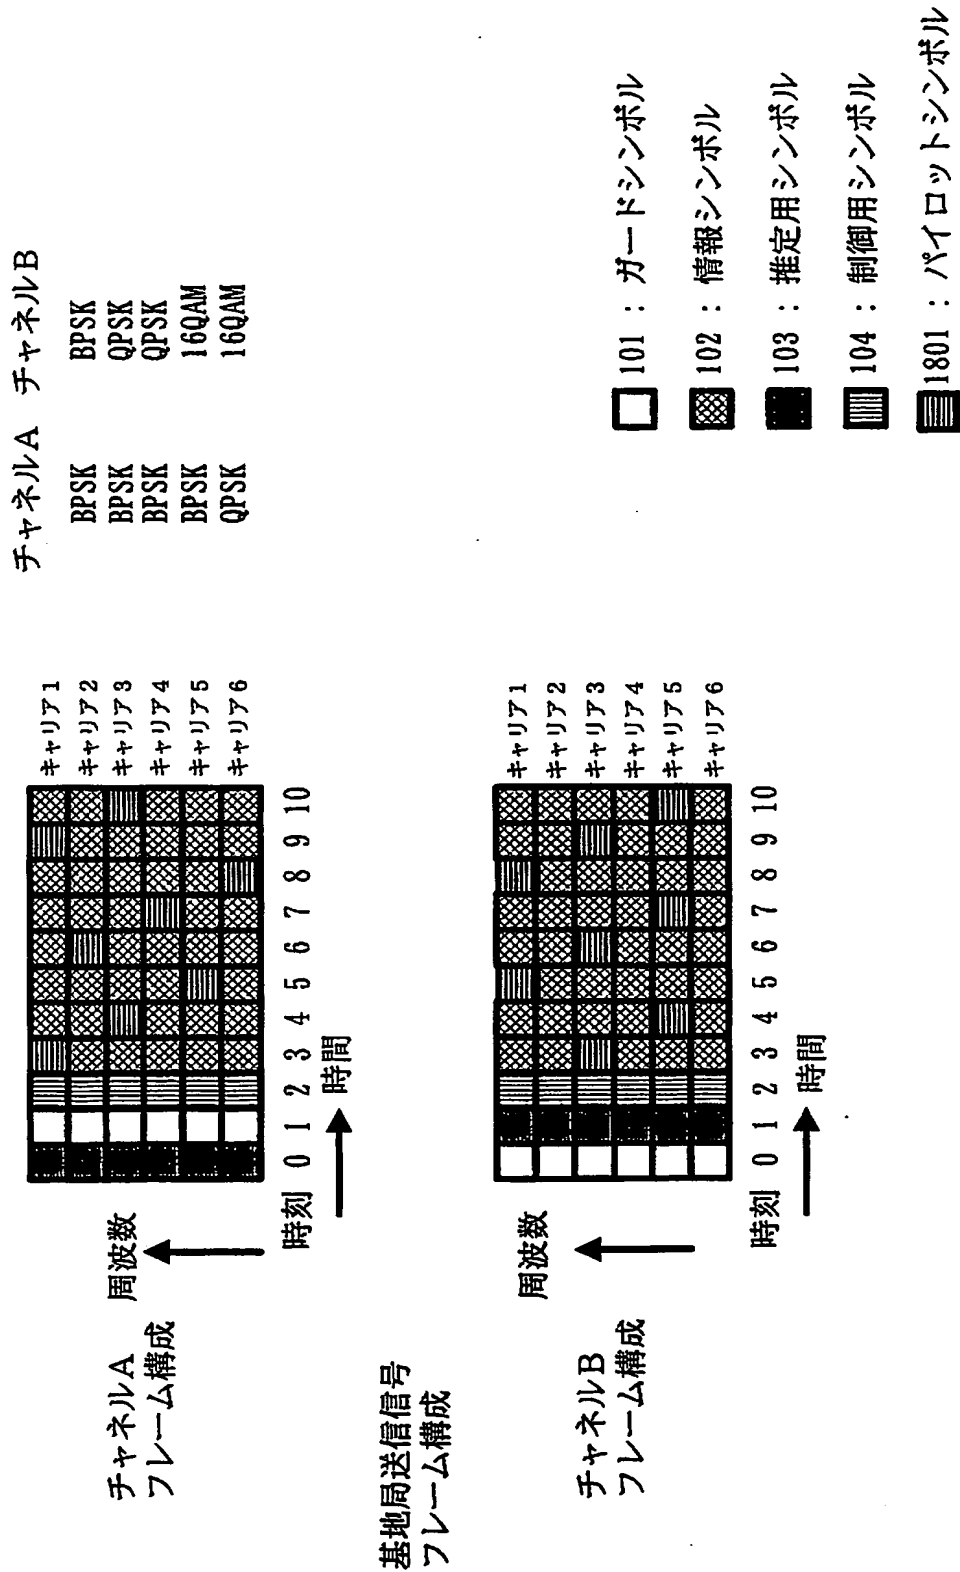 チャネルA フレーム構成
周波数
キャリア1
キャリア2
キャリア3
キャリア4
キャリア5
キャリア6
時刻 0 1 2 3 4 5 6 7 8 9 10
時間
チャネルA チャネルB
BPSK BPSK
BPSK QPSK
BPSK QPSK
BPSK 16QAM
QPSK 16QAM
基地局送信信号
フレーム構成
チャネルB
フレーム構成
周波数
キャリア1
キャリア2
キャリア3
キャリア4
キャリア5
キャリア6
時刻 0 1 2 3 4 5 6 7 8 9 10
時間
101 : ガードシンボル
102 : 情報シンボル
103 : 推定用シンボル
104 : 制御用シンボル
1801 : パイロットシンボル